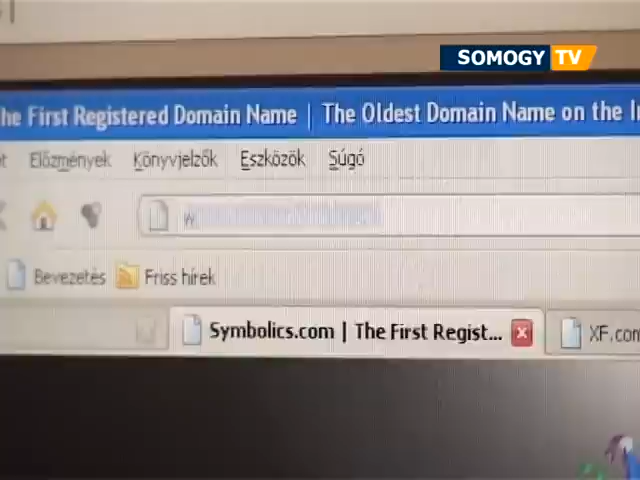 SOMOGY TV
he First Registered Domain Name | The Oldest Domain Name on the I
t Előzmények Könyvjelzők Eszközök Súgó
w
Bevezetés Friss hírek
Symbolics.com | The First Regist... XF.com